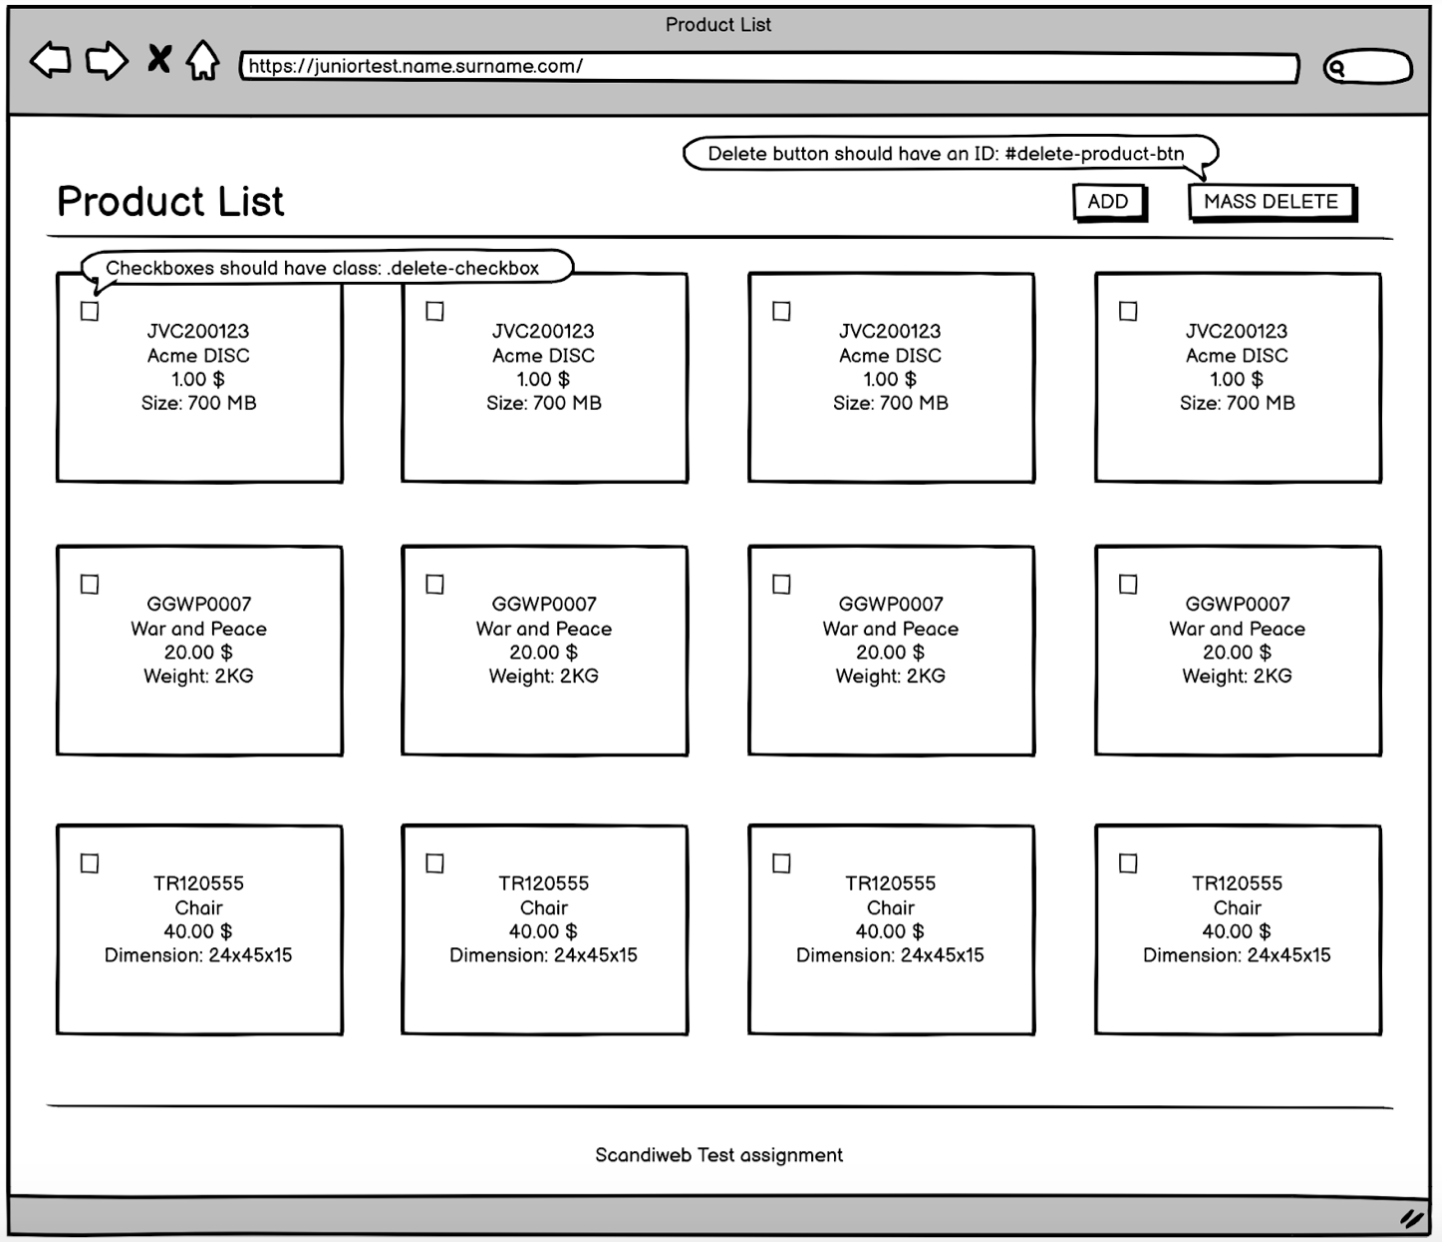 Product List
https://juniortest.name.surname.com/
Delete button should have an ID: #delete-product-btn
Product List
ADD
MASS DELETE
Checkboxes should have class: .delete-checkbox
JVC200123
Acme DISC
1.00 $
Size: 700 MB
JVC200123
Acme DISC
1.00 $
Size: 700 MB
JVC200123
Acme DISC
1.00 $
Size: 700 MB
JVC200123
Acme DISC
1.00 $
Size: 700 MB
GGWP0007
War and Peace
20.00 $
Weight: 2KG
GGWP0007
War and Peace
20.00 $
Weight: 2KG
GGWP0007
War and Peace
20.00 $
Weight: 2KG
GGWP0007
War and Peace
20.00 $
Weight: 2KG
TR120555
Chair
40.00 $
Dimension: 24x45x15
TR120555
Chair
40.00 $
Dimension: 24x45x15
TR120555
Chair
40.00 $
Dimension: 24x45x15
TR120555
Chair
40.00 $
Dimension: 24x45x15
Scandiweb Test assignment